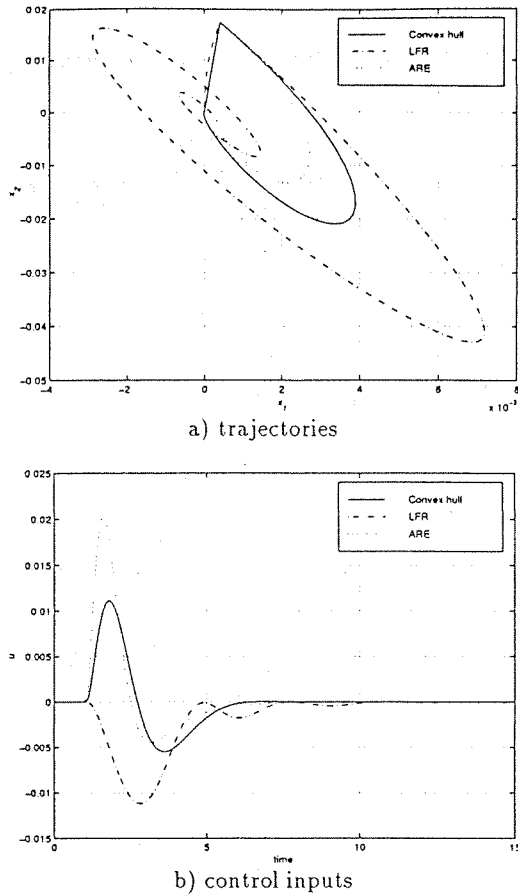 0.02
0.01
0
-0.01
-0.02
-0.03
-0.04
-0.05
x2
-4
-2
0
2
4
6
8
x1
x 10-3
Convex hull
LFR
ARE
a) trajectories
0.025
0.02
0.015
0.01
0.005
0
-0.005
-0.01
-0.015
u
0
5
10
15
time
Convex hull
LFR
ARE
b) control inputs